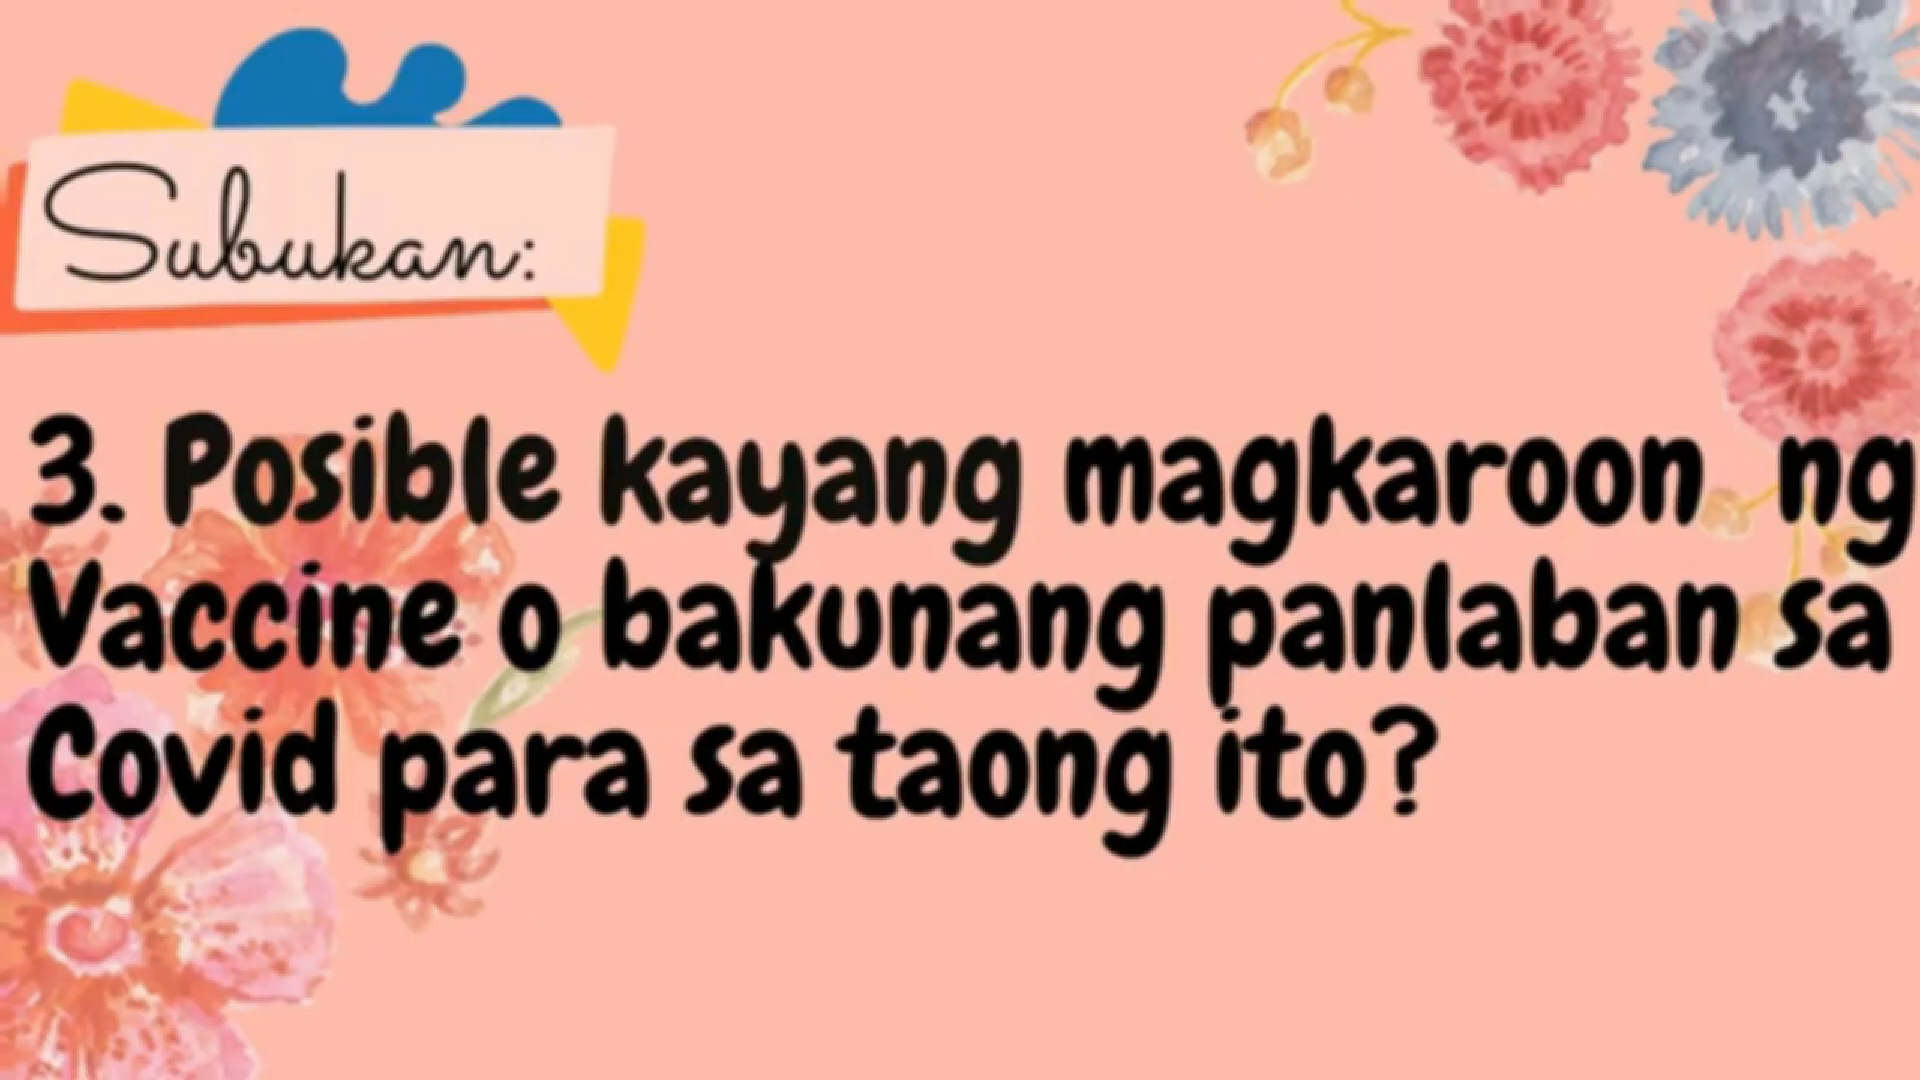 Subukan:
3. Posible kayang magkaroon ng
Vaccine o bakunang panlaban sa
Covid para sa taong ito?